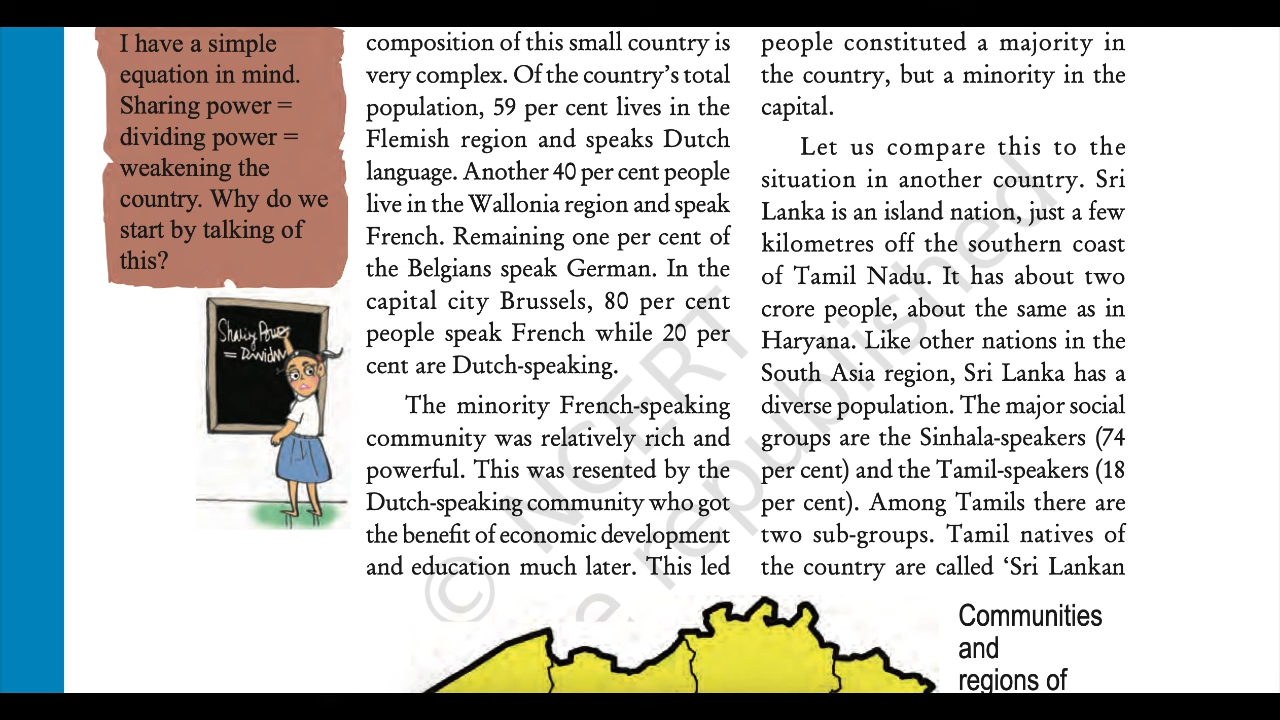 I have a simple
equation in mind.
Sharing power =
dividing power =
weakening the
country. Why do we
start by talking of
this?
Sharing Power
= Dividin
composition of this small country is
very complex. Of the country’s total
population, 59 per cent lives in the
Flemish region and speaks Dutch
language. Another 40 per cent people
live in the Wallonia region and speak
French. Remaining one per cent of
the Belgians speak German. In the
capital city Brussels, 80 per cent
people speak French while 20 per
cent are Dutch-speaking.
The minority French-speaking
community was relatively rich and
powerful. This was resented by the
Dutch-speaking community who got
the benefit of economic development
and education much later. This led
people constituted a majority in
the country, but a minority in the
capital.
Let us compare this to the
situation in another country. Sri
Lanka is an island nation, just a few
kilometres off the southern coast
of Tamil Nadu. It has about two
crore people, about the same as in
Haryana. Like other nations in the
South Asia region, Sri Lanka has a
diverse population. The major social
groups are the Sinhala-speakers (74
per cent) and the Tamil-speakers (18
per cent). Among Tamils there are
two sub-groups. Tamil natives of
the country are called ‘Sri Lankan
Communities
and
regions of
© NCERT
e republished